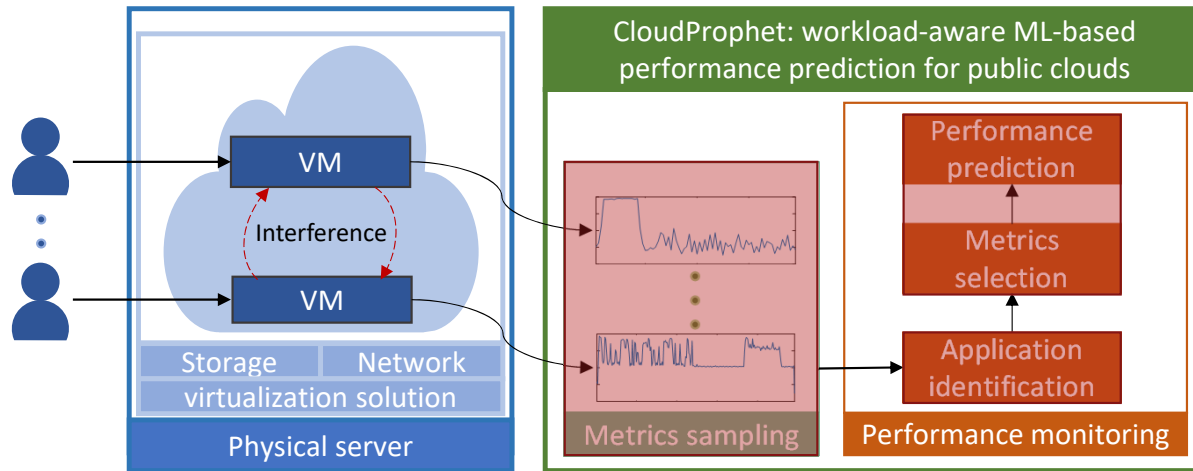 CloudProphet: workload-aware ML-based
performance prediction for public clouds
VM
Interference
VM
Storage
Network
virtualization solution
Physical server
Metrics sampling
Performance
prediction
Metrics
selection
Application
identification
Performance monitoring